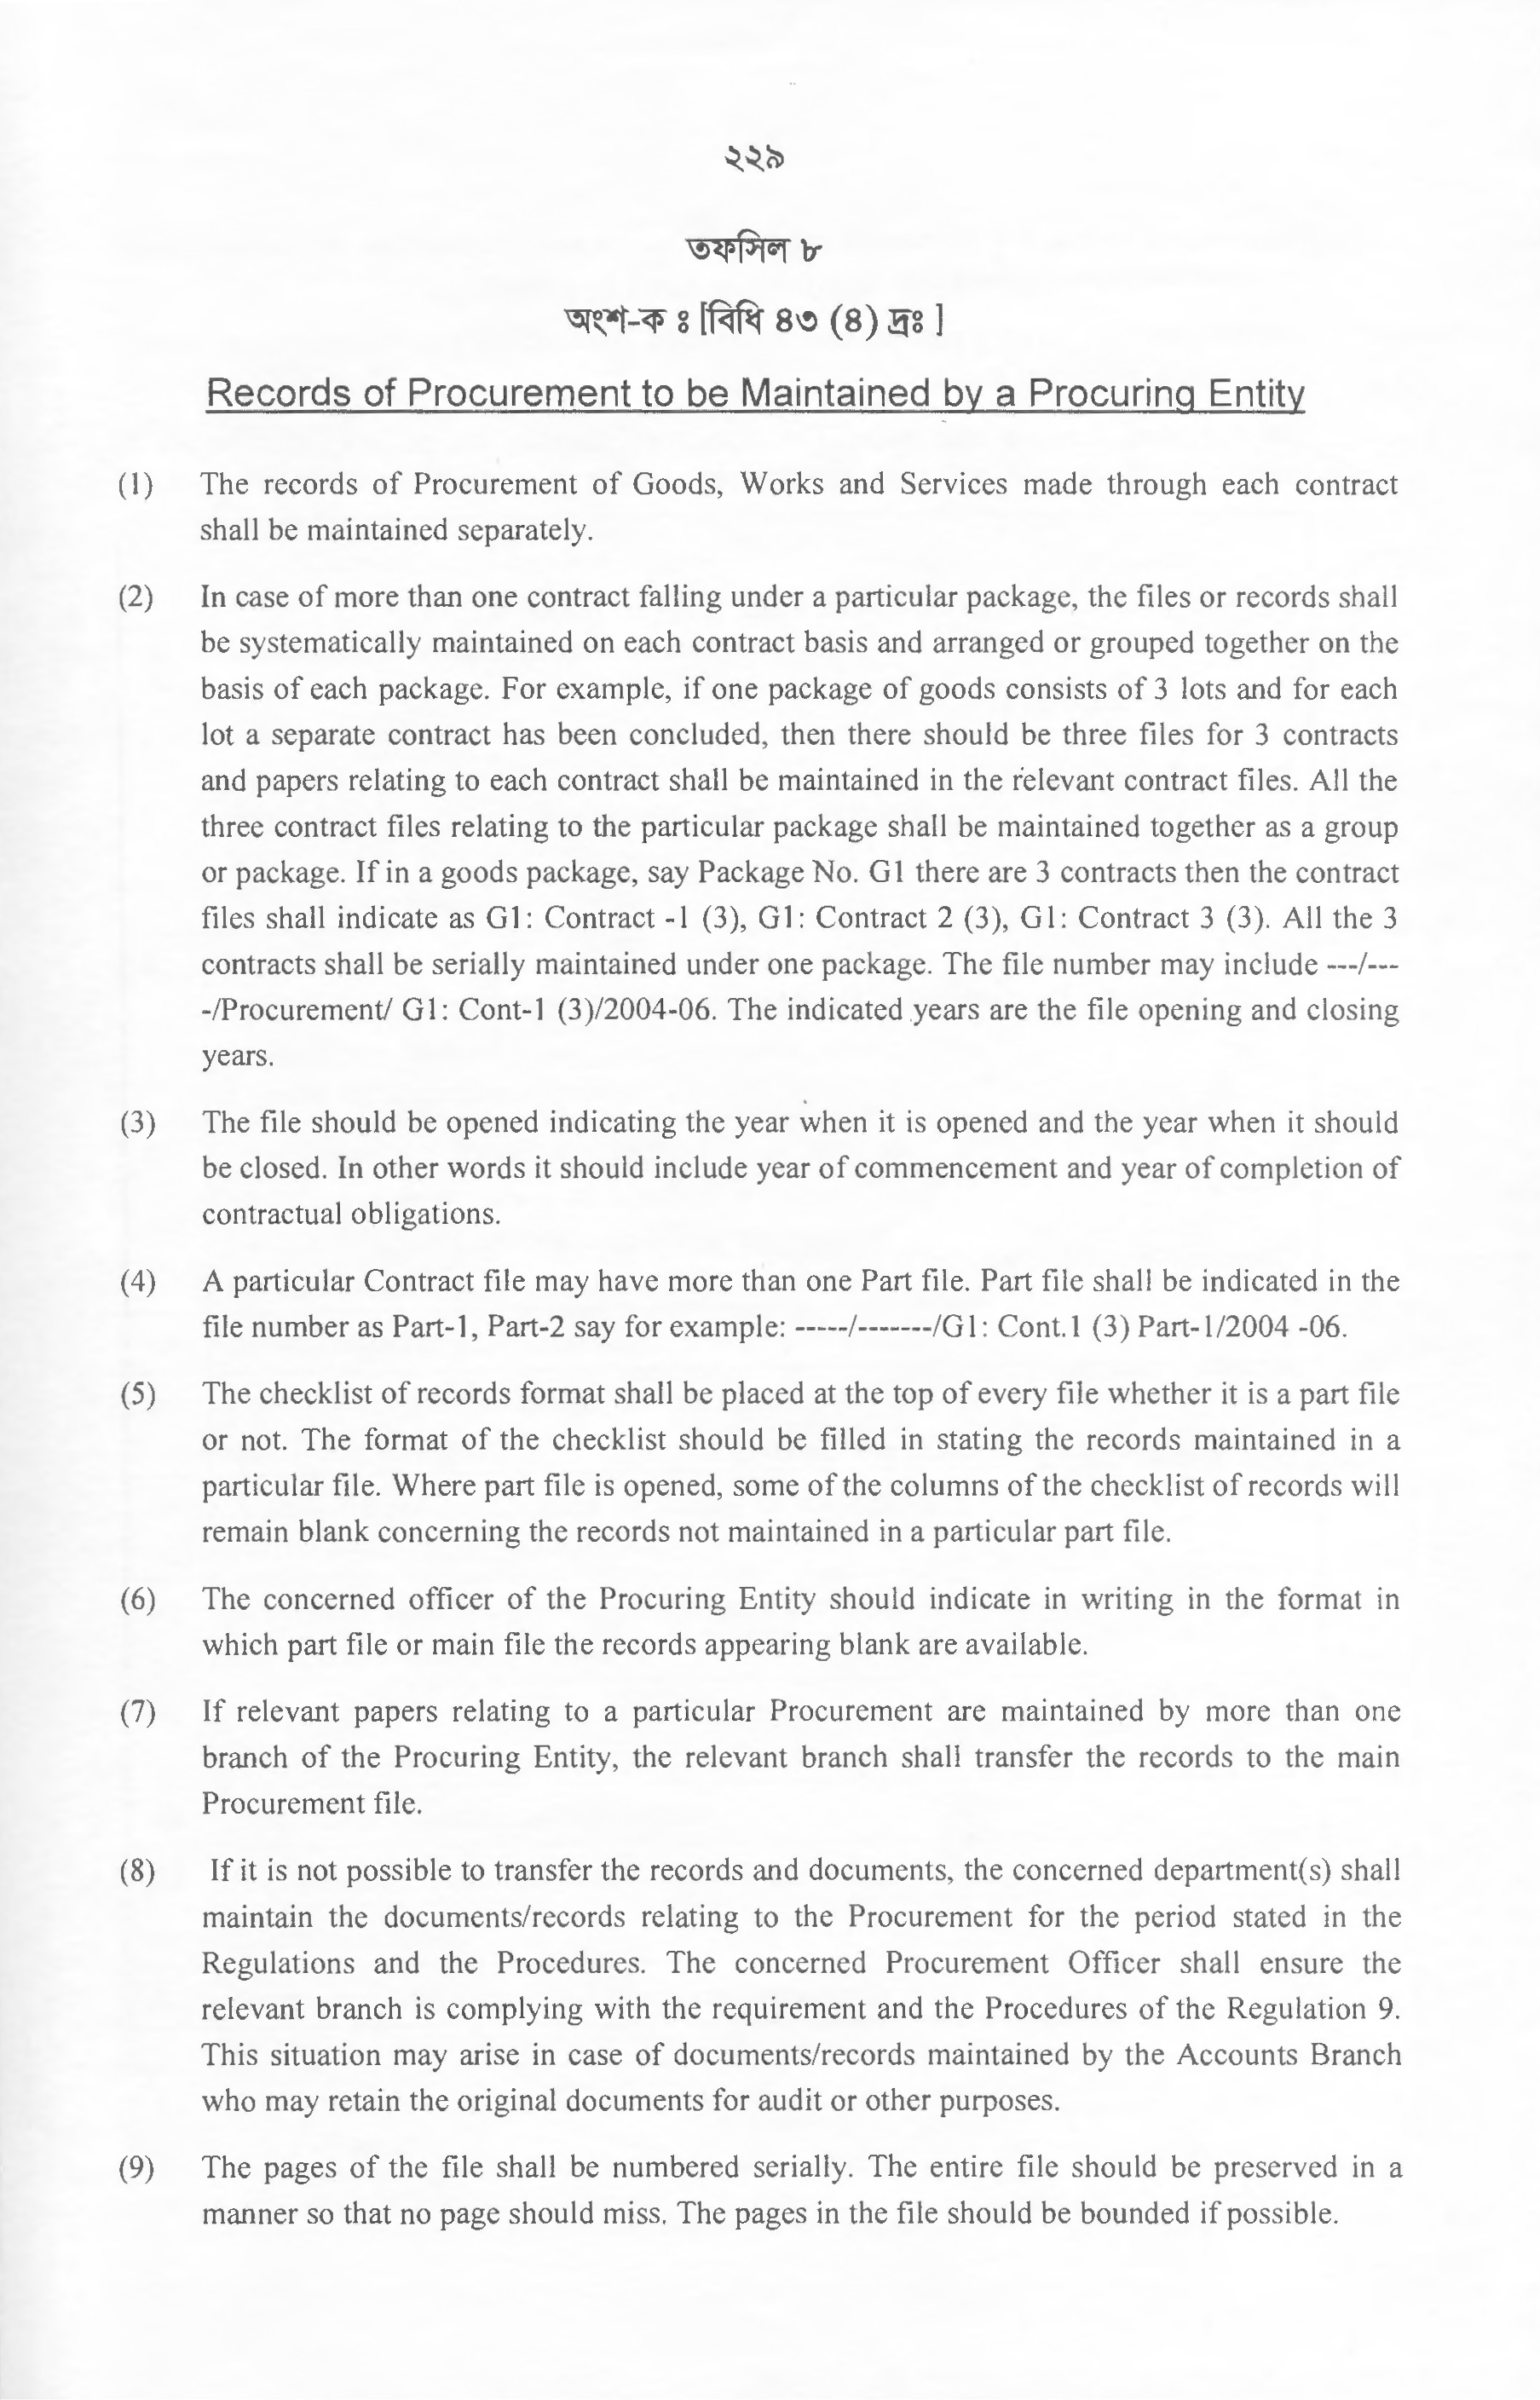 ২২৯
তফসিল ৮
অংশ-ক ঃ [বিধি ৪৩ (৪) দ্রঃ ]
Records of Procurement to be Maintained by a Procuring Entity
(1) The records of Procurement of Goods, Works and Services made through each contract
shall be maintained separately.
(2) In case of more than one contract falling under a particular package, the files or records shall
be systematically maintained on each contract basis and arranged or grouped together on the
basis of each package. For example, if one package of goods consists of 3 lots and for each
lot a separate contract has been concluded, then there should be three files for 3 contracts
and papers relating to each contract shall be maintained in the relevant contract files. All the
three contract files relating to the particular package shall be maintained together as a group
or package. If in a goods package, say Package No. G1 there are 3 contracts then the contract
files shall indicate as G1: Contract -1 (3), G1: Contract 2 (3), G1: Contract 3 (3). All the 3
contracts shall be serially maintained under one package. The file number may include ---/---
-/Procurement/ G1: Cont-1 (3)/2004-06. The indicated years are the file opening and closing
years.
(3) The file should be opened indicating the year when it is opened and the year when it should
be closed. In other words it should include year of commencement and year of completion of
contractual obligations.
(4) A particular Contract file may have more than one Part file. Part file shall be indicated in the
file number as Part-1, Part-2 say for example: -----/-------/G1: Cont.1 (3) Part-1/2004 -06.
(5) The checklist of records format shall be placed at the top of every file whether it is a part file
or not. The format of the checklist should be filled in stating the records maintained in a
particular file. Where part file is opened, some of the columns of the checklist of records will
remain blank concerning the records not maintained in a particular part file.
(6) The concerned officer of the Procuring Entity should indicate in writing in the format in
which part file or main file the records appearing blank are available.
(7) If relevant papers relating to a particular Procurement are maintained by more than one
branch of the Procuring Entity, the relevant branch shall transfer the records to the main
Procurement file.
(8) If it is not possible to transfer the records and documents, the concerned department(s) shall
maintain the documents/records relating to the Procurement for the period stated in the
Regulations and the Procedures. The concerned Procurement Officer shall ensure the
relevant branch is complying with the requirement and the Procedures of the Regulation 9.
This situation may arise in case of documents/records maintained by the Accounts Branch
who may retain the original documents for audit or other purposes.
(9) The pages of the file shall be numbered serially. The entire file should be preserved in a
manner so that no page should miss. The pages in the file should be bounded if possible.